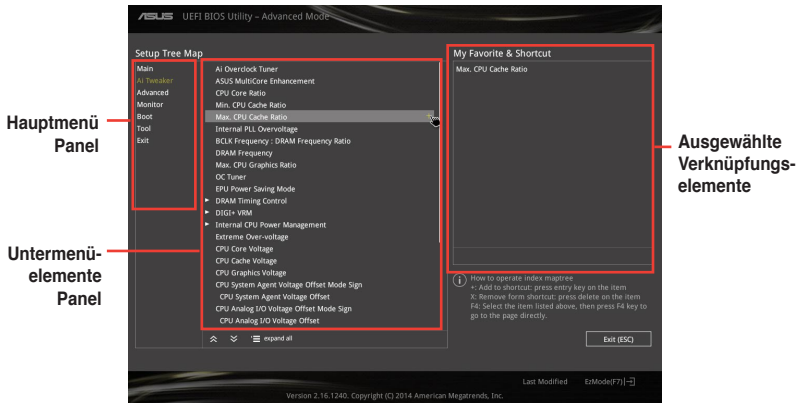 ASUS UEFI BIOS Utility – Advanced Mode
Setup Tree Map
Main
Ai Tweaker
Advanced
Monitor
Boot
Tool
Exit
Ai Overclock Tuner
ASUS MultiCore Enhancement
CPU Core Ratio
Min. CPU Cache Ratio
Max. CPU Cache Ratio
Internal PLL Overvoltage
BCLK Frequency : DRAM Frequency Ratio
DRAM Frequency
Max. CPU Graphics Ratio
OC Tuner
EPU Power Saving Mode
DRAM Timing Control
DIGI+ VRM
Internal CPU Power Management
Extreme Over-voltage
CPU Core Voltage
CPU Cache Voltage
CPU Graphics Voltage
CPU System Agent Voltage Offset Mode Sign
CPU System Agent Voltage Offset
CPU Analog I/O Voltage Offset Mode Sign
CPU Analog I/O Voltage Offset
expand all
My Favorite & Shortcut
Max. CPU Cache Ratio
How to operate index maptree
+: Add to shortcut: press entry key on the item
X: Remove form shortcut: press delete on the item
F4: Select the item listed above, then press F4 key to
go to the page directly.
Exit (ESC)
Last Modified
EzMode(F7)
Version 2.16.1240. Copyright (C) 2014 American Megatrends, Inc.
Hauptmenü
Panel
Untermenü-
elemente
Panel
Ausgewählte
Verknüpfungs-
elemente